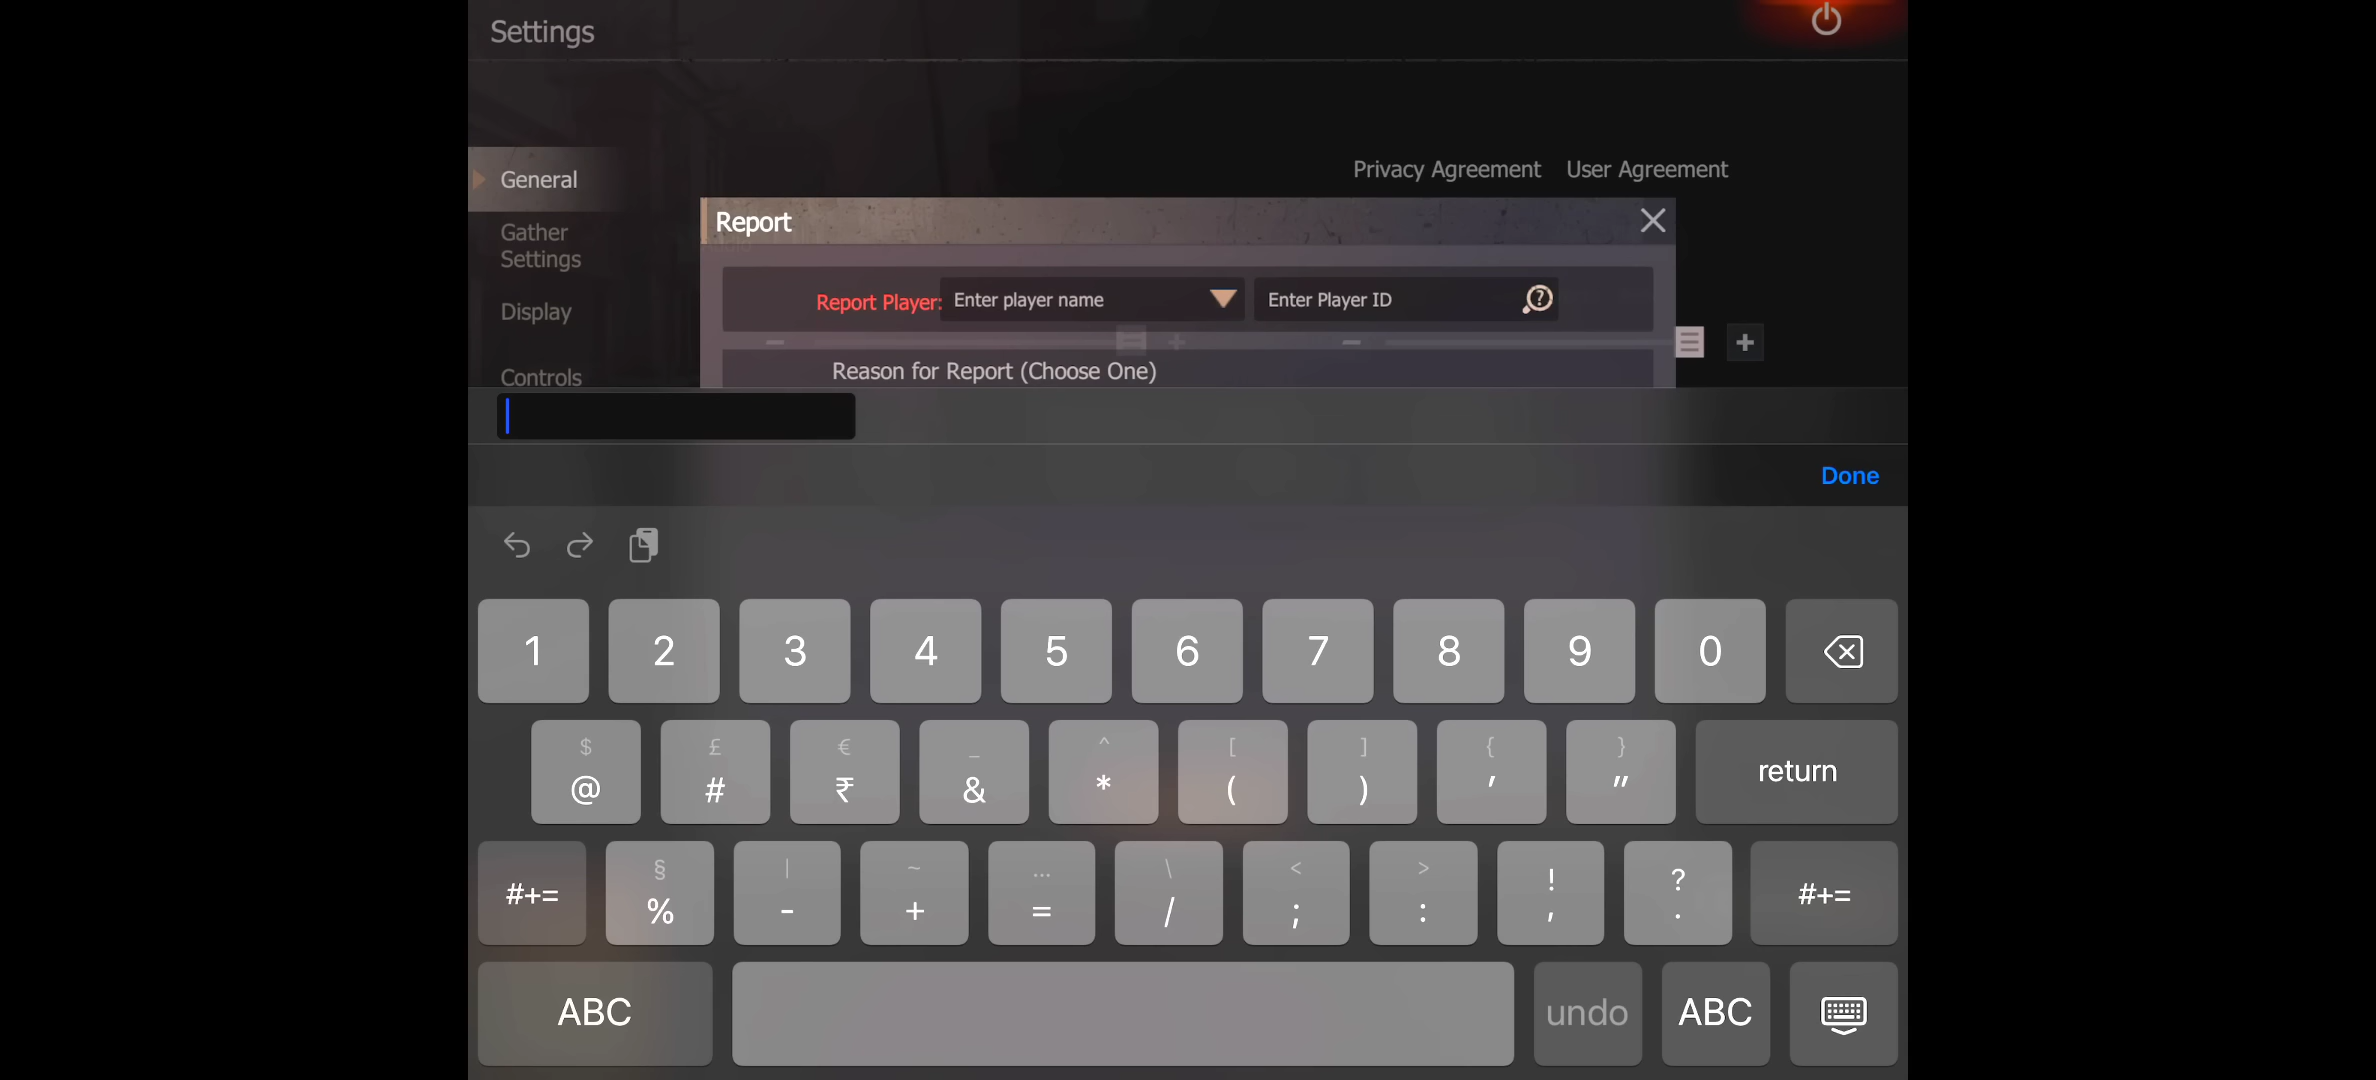 Settings
Privacy Agreement User Agreement
General
Gather
Settings
Display
Controls
Report
Report Player: Enter player name Enter Player ID
Reason for Report (Choose One)
Done
1 2 3 4 5 6 7 8 9 0
$ £ € _ ^ [ ] { }
@ # ₹ & * ( ) ' "
return
§ | ~ … \ < > ! ?
#+= % - + = / ; : , . #+=
ABC undo ABC